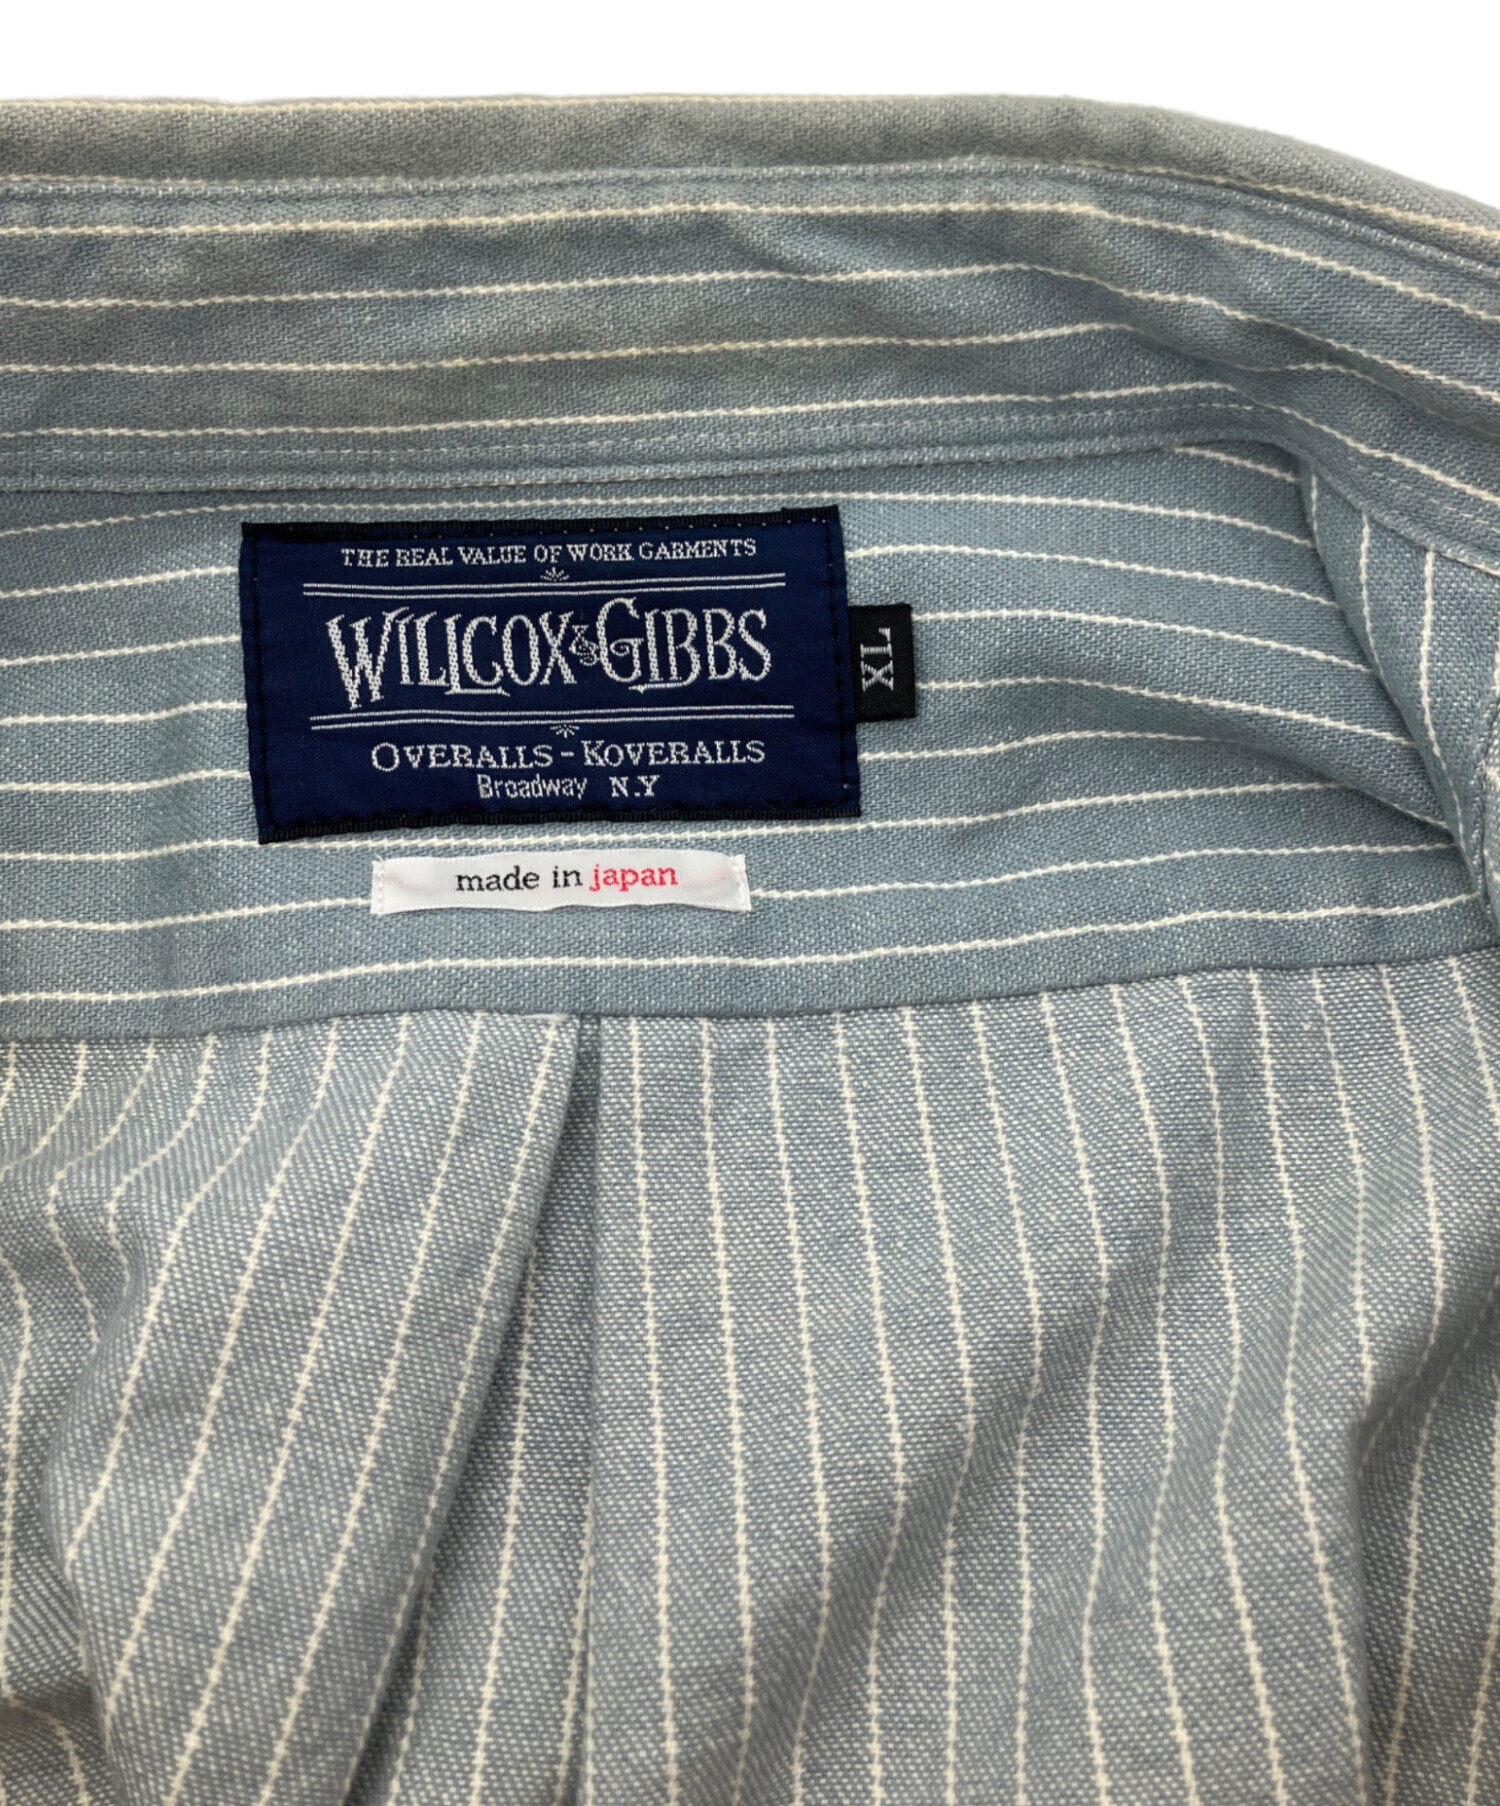 THE REAL VALUE OF WORK GARMENTS
WILLCOX & GIBBS
OVERALLS - KOVERALLS
Broadway N.Y
XL
made in japan